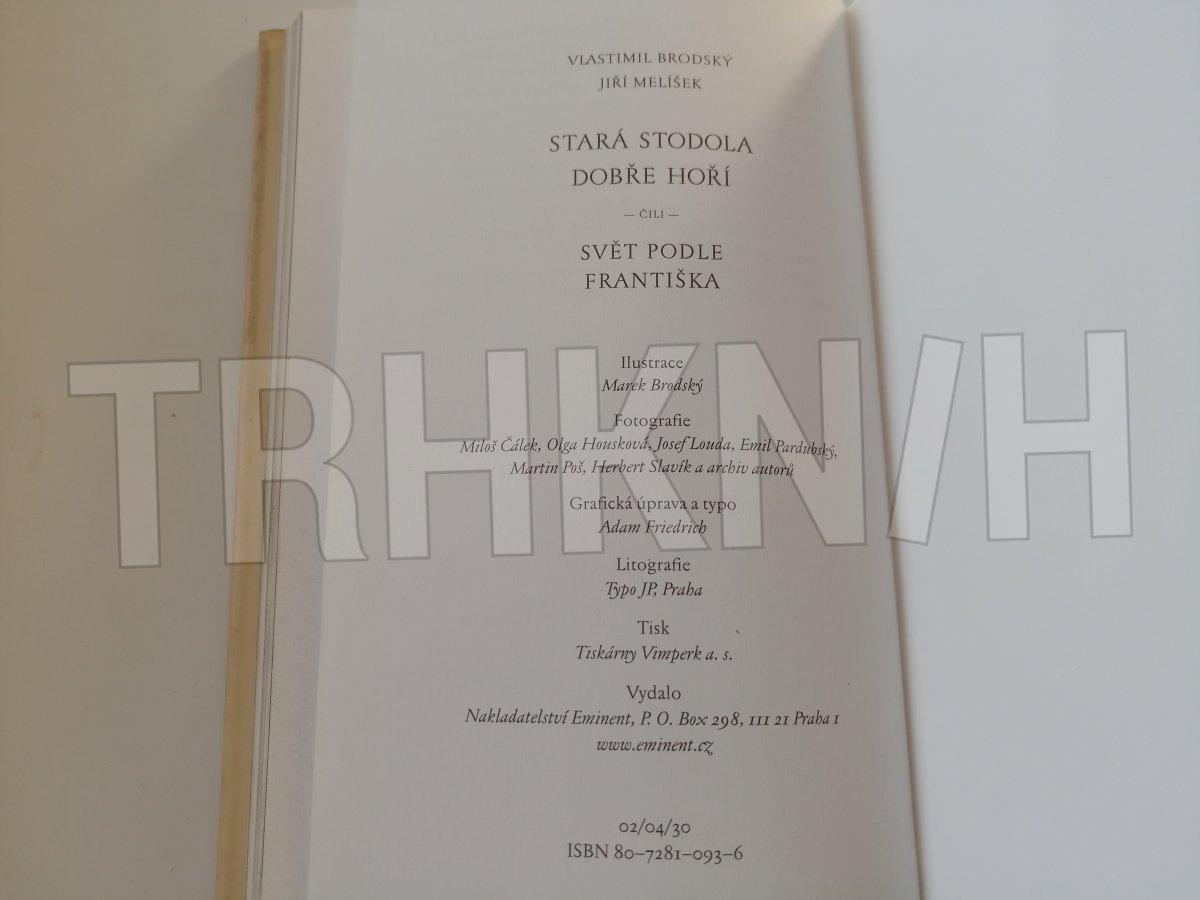 VLASTIMIL BRODSKÝ
JIŘÍ MELÍŠEK
STARÁ STODOLA
DOBŘE HOŘÍ
— ČILI —
SVĚT PODLE
FRANTIŠKA
Ilustrace
Marek Brodský
Fotografie
Miloš Čálek, Olga Housková, Josef Louda, Emil Pardubský,
Martin Poš, Herbert Slavík a archiv autorů
Grafická úprava a typo
Adam Friedrich
Litografie
Typo JP, Praha
Tisk
Tiskárny Vimperk a. s.
Vydalo
Nakladatelství Eminent, P. O. Box 298, 111 21 Praha 1
www.eminent.cz
02/04/30
ISBN 80–7281–093–6
TRHKN/H